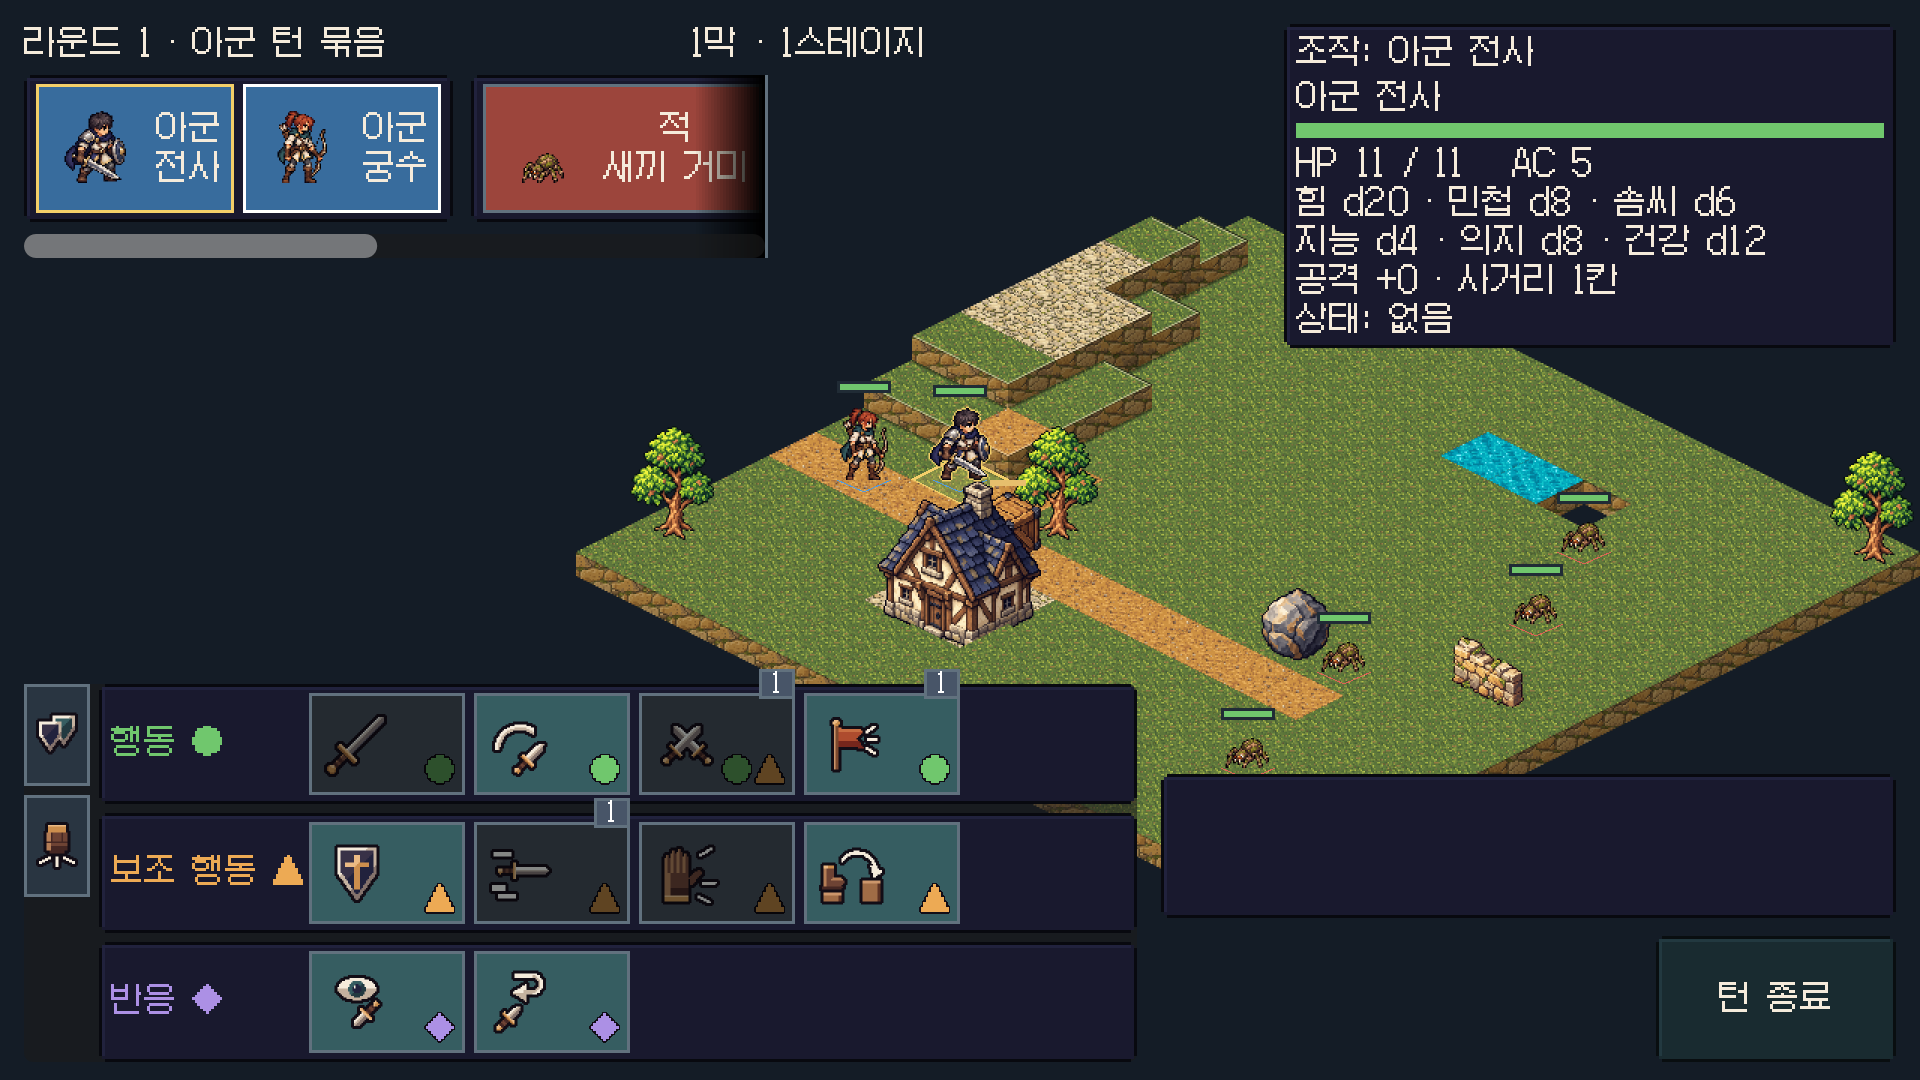 라운드 1 · 아군 턴 묶음
1막 · 1스테이지
아군
전사
아군
궁수
적
새끼 거미
조작: 아군 전사
아군 전사
HP 11 / 11 AC 5
힘 d20 · 민첩 d8 · 솜씨 d6
지능 d4 · 의지 d8 · 건강 d12
공격 +0 · 사거리 1칸
상태: 없음
1
1
행동
1
보조 행동
반응
턴 종료